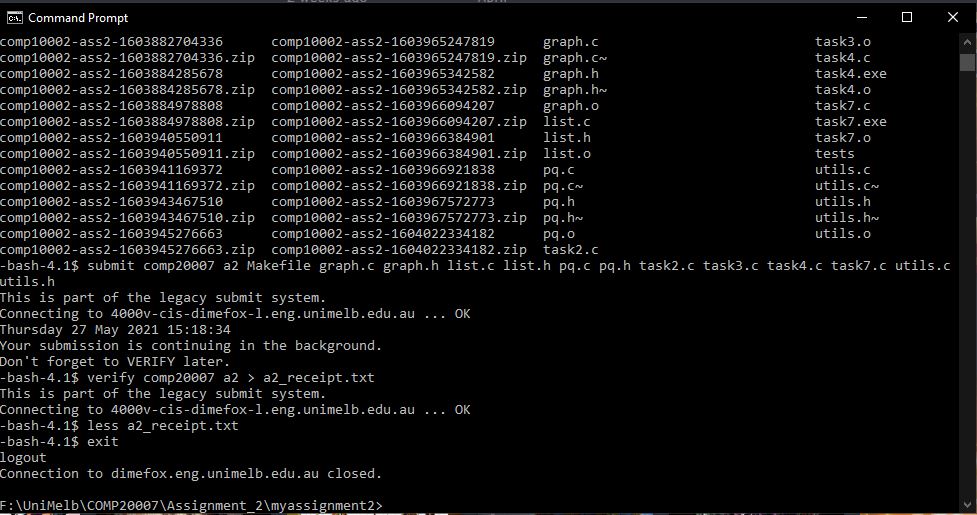 2 weeks ago April
Command Prompt
comp10002-ass2-1603882704336 comp10002-ass2-1603965247819 graph.c task3.o
comp10002-ass2-1603882704336.zip comp10002-ass2-1603965247819.zip graph.c~ task4.c
comp10002-ass2-1603884285678 comp10002-ass2-1603965342582 graph.h task4.exe
comp10002-ass2-1603884285678.zip comp10002-ass2-1603965342582.zip graph.h~ task4.o
comp10002-ass2-1603884978808 comp10002-ass2-1603966094207 graph.o task7.c
comp10002-ass2-1603884978808.zip comp10002-ass2-1603966094207.zip list.c task7.exe
comp10002-ass2-1603940550911 comp10002-ass2-1603966384901 list.h task7.o
comp10002-ass2-1603940550911.zip comp10002-ass2-1603966384901.zip list.o tests
comp10002-ass2-1603941169372 comp10002-ass2-1603966921838 pq.c utils.c
comp10002-ass2-1603941169372.zip comp10002-ass2-1603966921838.zip pq.c~ utils.c~
comp10002-ass2-1603943467510 comp10002-ass2-1603967572773 pq.h utils.h
comp10002-ass2-1603943467510.zip comp10002-ass2-1603967572773.zip pq.h~ utils.h~
comp10002-ass2-1603945276663 comp10002-ass2-1604022334182 pq.o utils.o
comp10002-ass2-1603945276663.zip comp10002-ass2-1604022334182.zip task2.c
-bash-4.1$ submit comp20007 a2 Makefile graph.c graph.h list.c list.h pq.c pq.h task2.c task3.c task4.c task7.c utils.c
utils.h
This is part of the legacy submit system.
Connecting to 4000v-cis-dimefox-l.eng.unimelb.edu.au ... OK
Thursday 27 May 2021 15:18:34
Your submission is continuing in the background.
Don't forget to VERIFY later.
-bash-4.1$ verify comp20007 a2 > a2_receipt.txt
This is part of the legacy submit system.
Connecting to 4000v-cis-dimefox-l.eng.unimelb.edu.au ... OK
-bash-4.1$ less a2_receipt.txt
-bash-4.1$ exit
logout
Connection to dimefox.eng.unimelb.edu.au closed.
F:\UniMelb\COMP20007\Assignment_2\myassignment2>